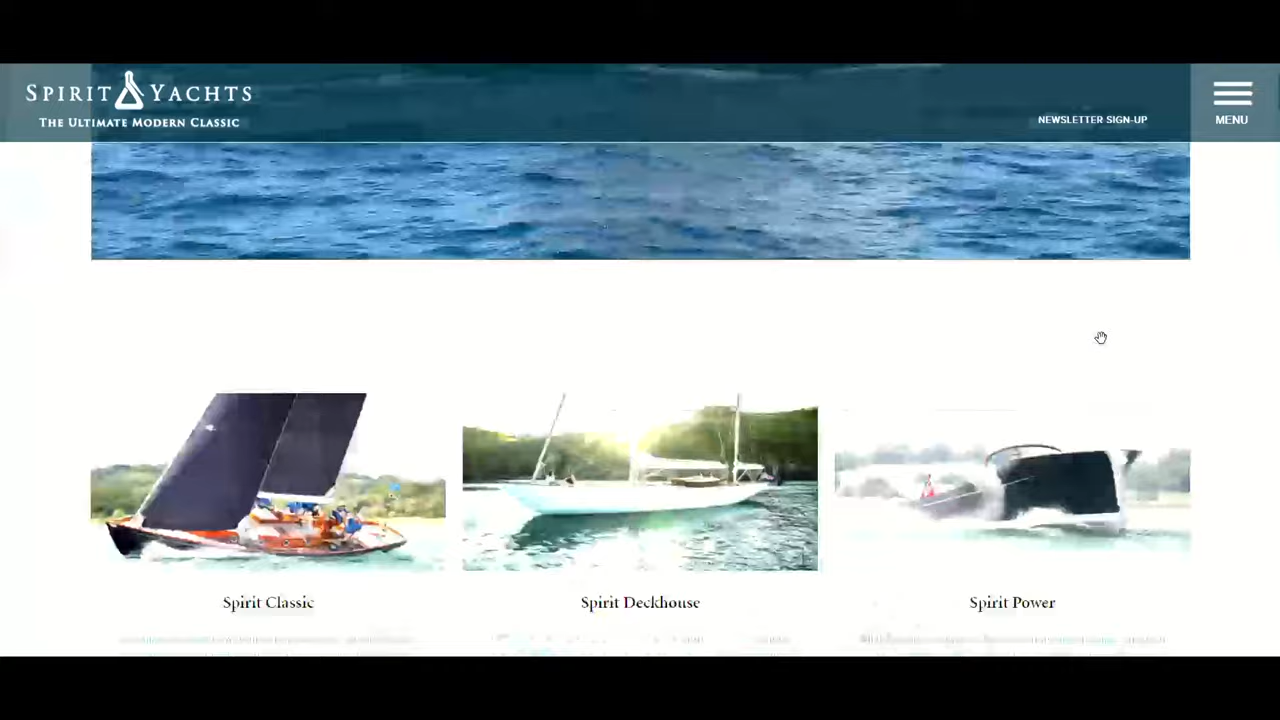 SPIRIT YACHTS
THE ULTIMATE MODERN CLASSIC
NEWSLETTER SIGN-UP
MENU
Spirit Classic
Spirit Deckhouse
Spirit Power